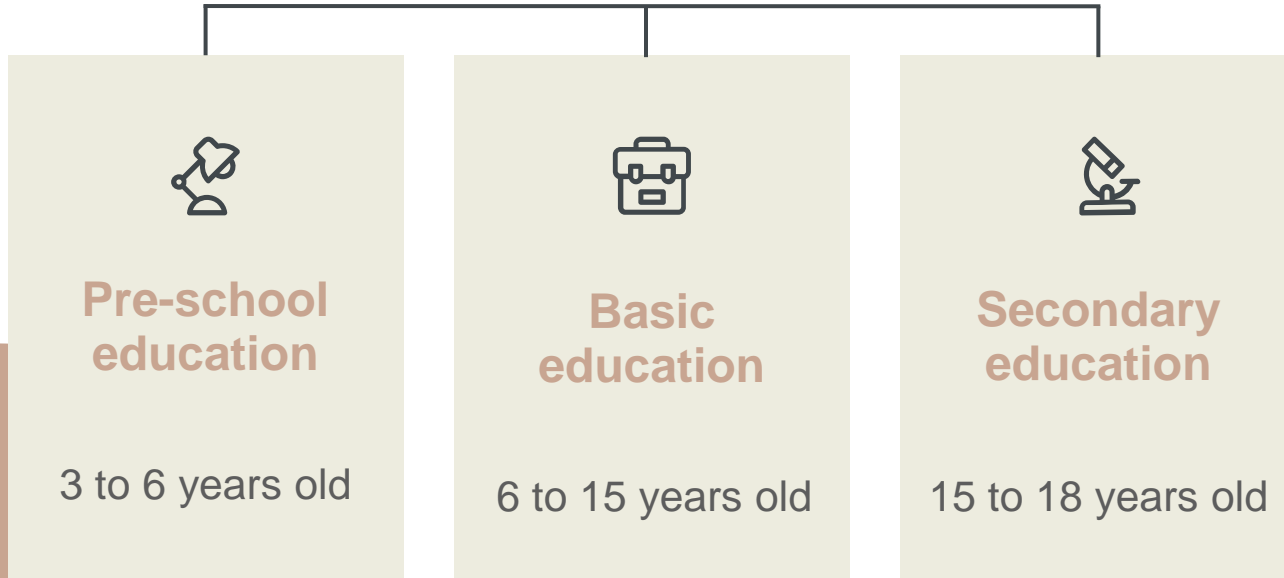 Pre-school
education
3 to 6 years old
Basic
education
6 to 15 years old
Secondary
education
15 to 18 years old